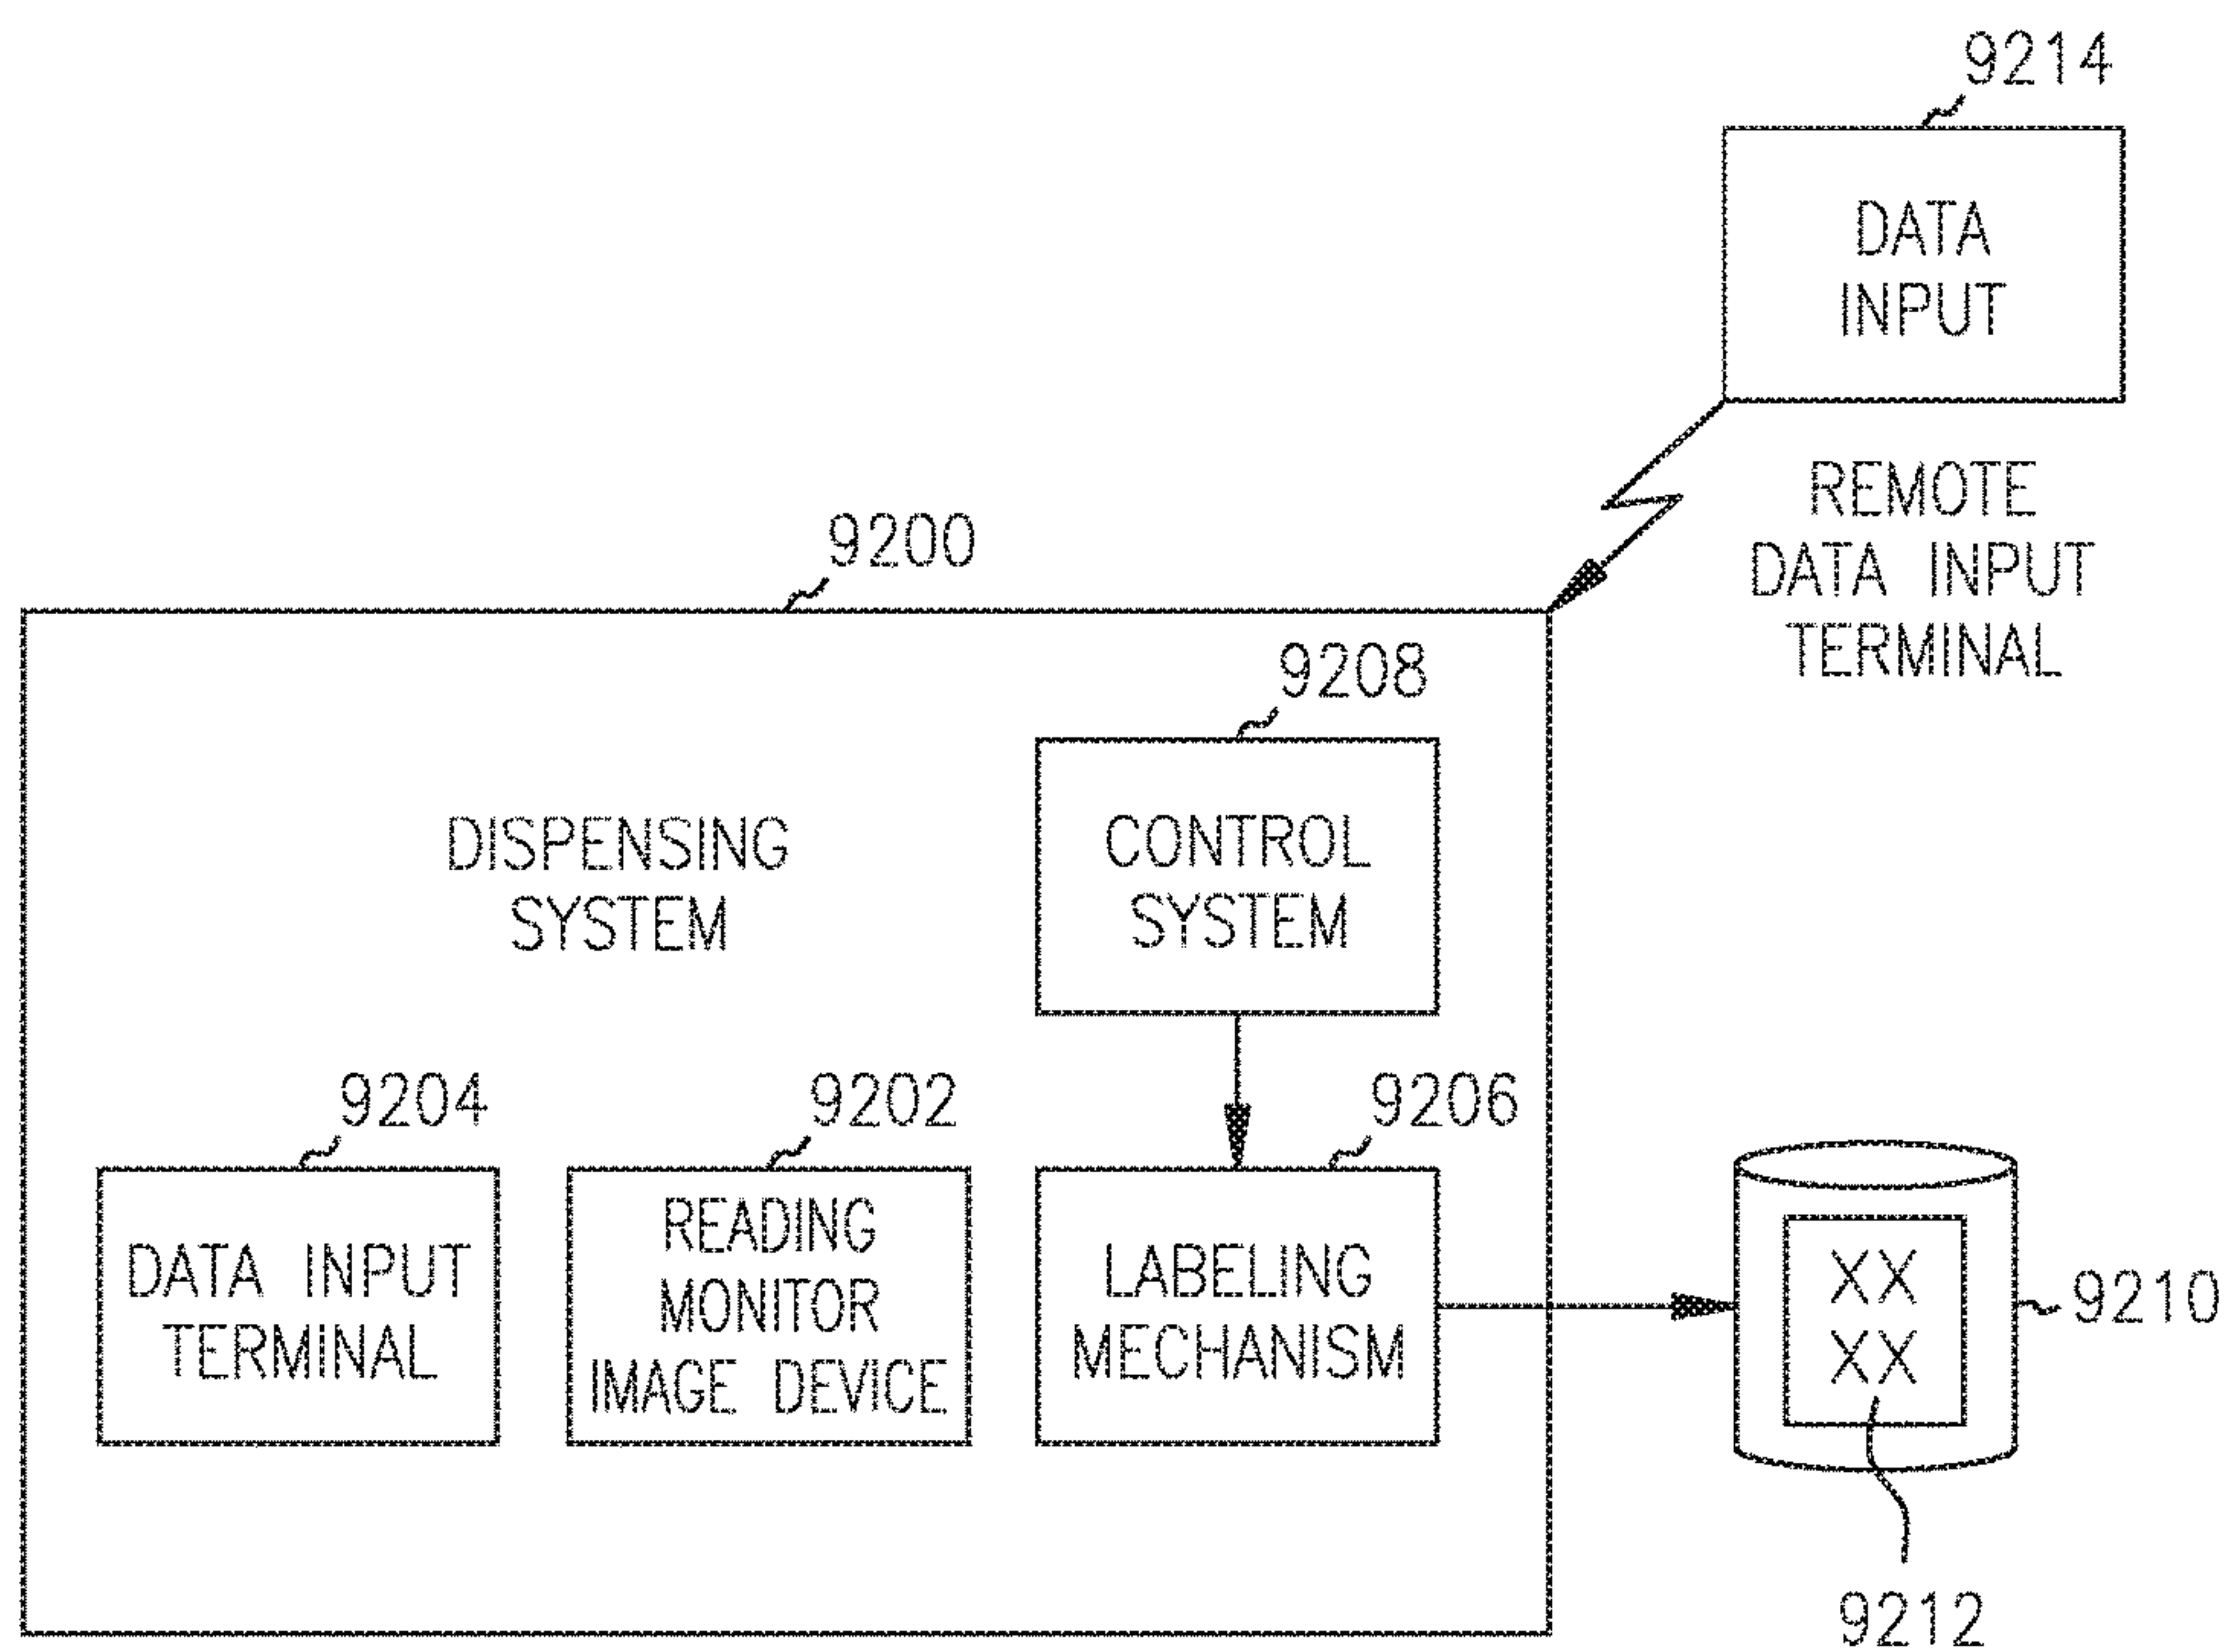 9214
DATA
INPUT
REMOTE
DATA INPUT
TERMINAL
9200
9208
DISPENSING
SYSTEM
CONTROL
SYSTEM
9204
9202
9206
DATA INPUT
TERMINAL
READING
MONITOR
IMAGE DEVICE
LABELING
MECHANISM
XX
XX
9210
9212